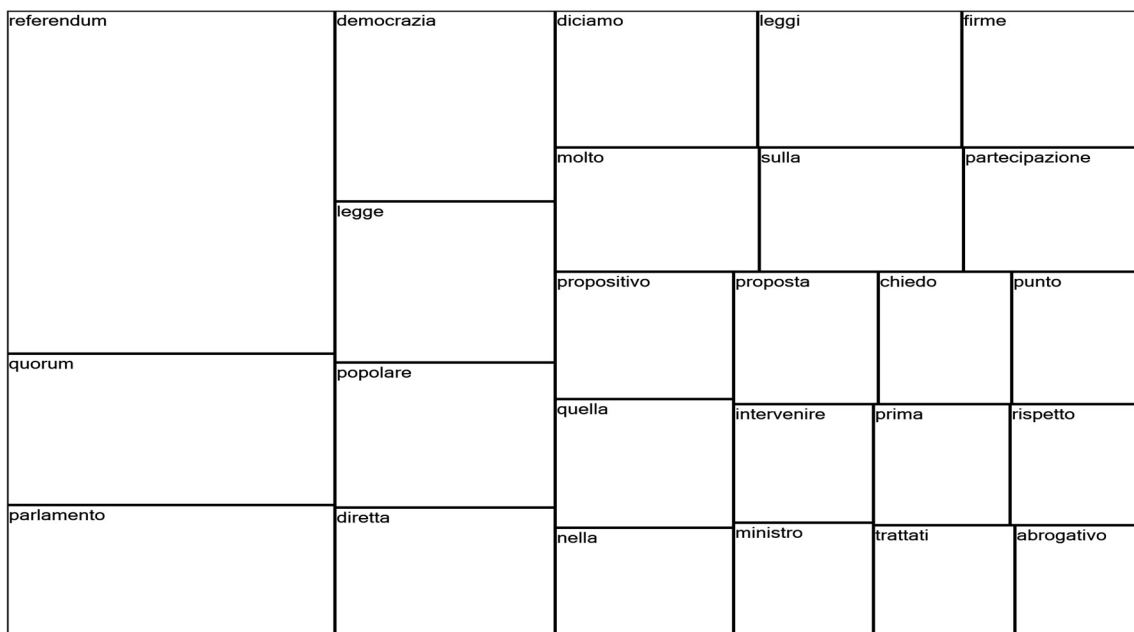 referendum
quorum
parlamento
democrazia
legge
popolare
diretta
diciamo
leggi
firme
molto
sulla
partecipazione
propositivo
quella
nella
proposta
chiedo
punto
intervenire
prima
rispetto
ministro
trattati
abrogativo